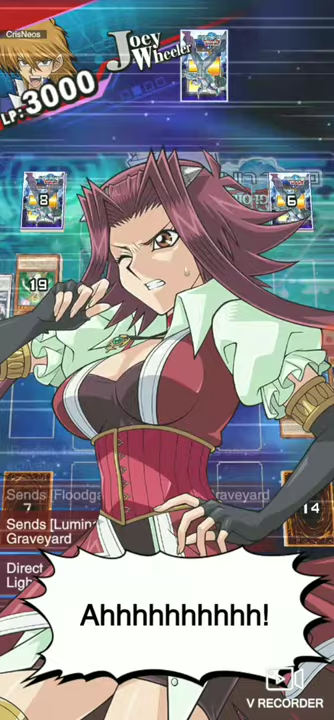 CrisNeos
Joey
Wheeler
LP:3000
8
6
19
Sends [Floodga
raveyard
7
14
Sends [Lumin
Graveyard
Direct
Ligh
Ahhhhhhhhhh!
V RECORDER